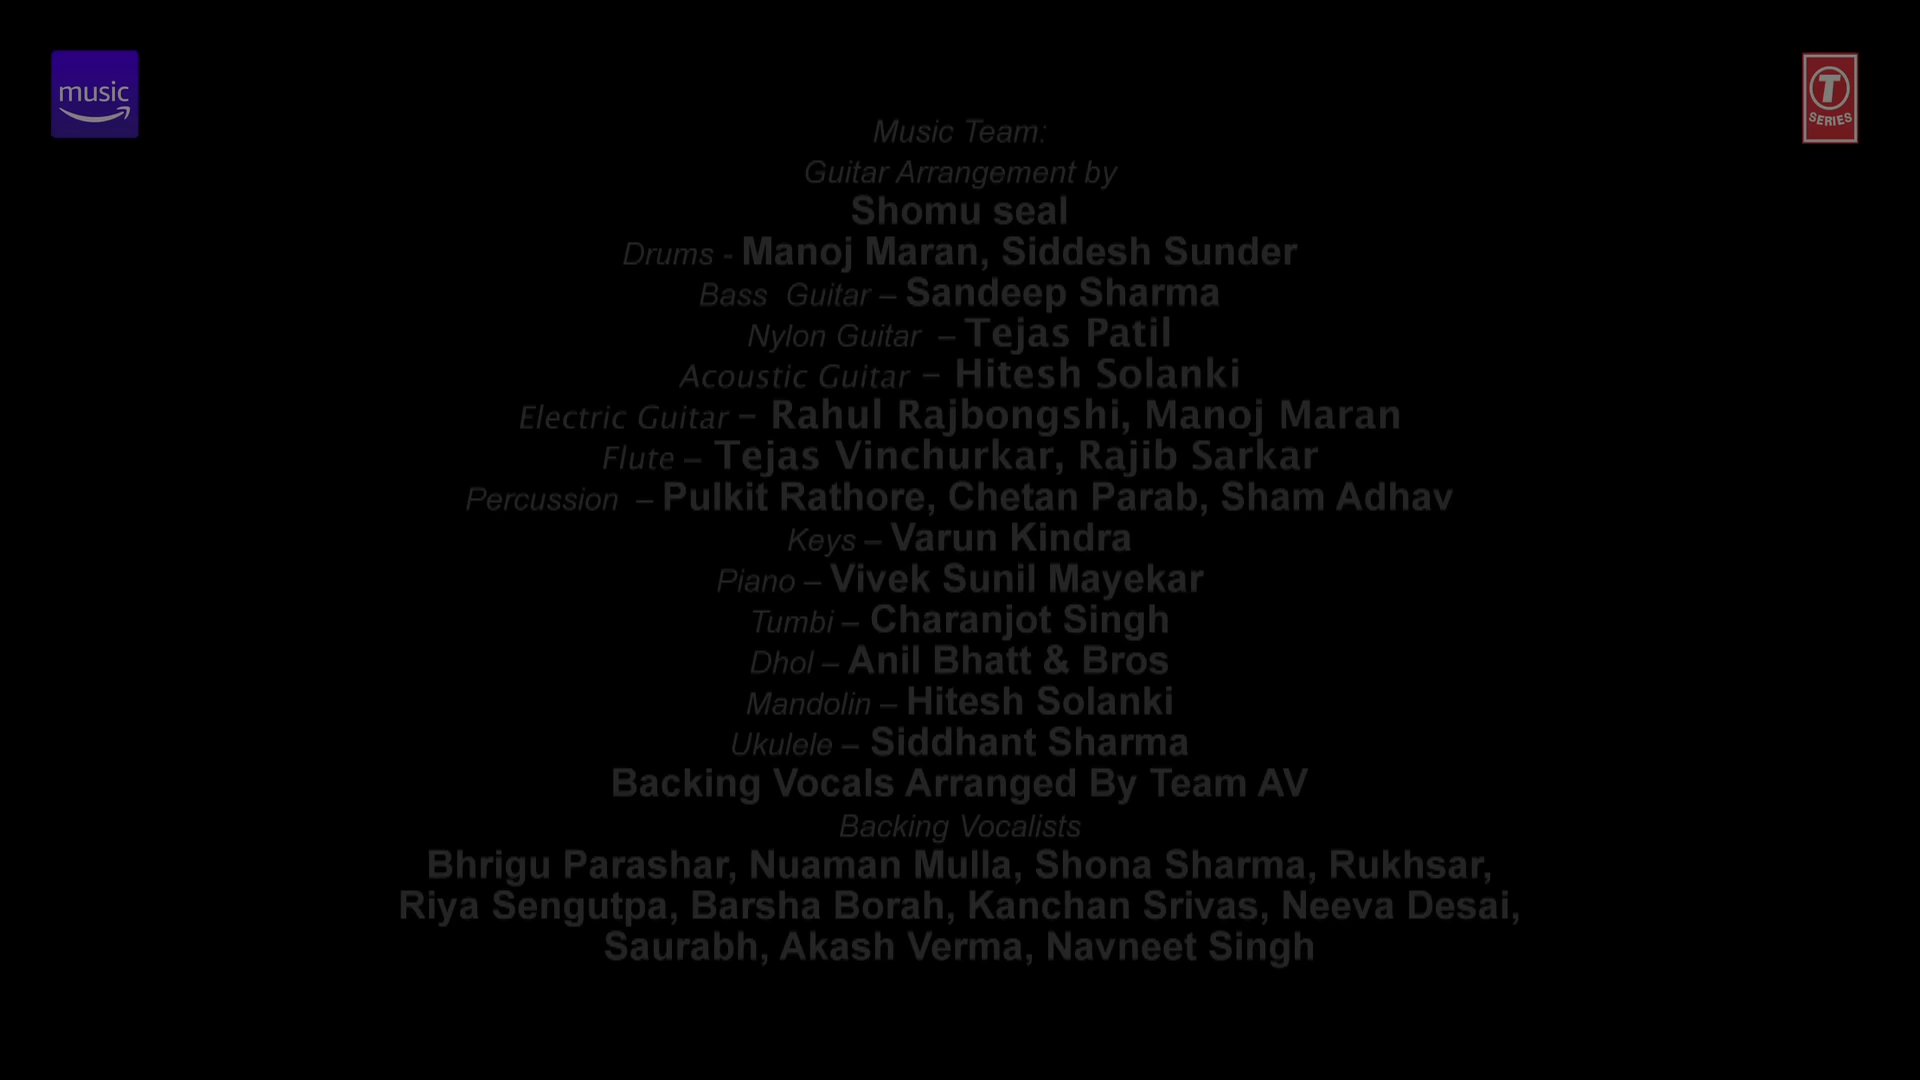 music
T
SERIES
Music Team:
Guitar Arrangement by
Shomu seal
Drums - Manoj Maran, Siddesh Sunder
Bass  Guitar – Sandeep Sharma
Nylon Guitar  – Tejas Patil
Acoustic Guitar – Hitesh Solanki
Electric Guitar – Rahul Rajbongshi, Manoj Maran
Flute – Tejas Vinchurkar, Rajib Sarkar
Percussion  – Pulkit Rathore, Chetan Parab, Sham Adhav
Keys – Varun Kindra
Piano – Vivek Sunil Mayekar
Tumbi – Charanjot Singh
Dhol – Anil Bhatt & Bros
Mandolin – Hitesh Solanki
Ukulele – Siddhant Sharma
Backing Vocals Arranged By Team AV
Backing Vocalists
Bhrigu Parashar, Nuaman Mulla, Shona Sharma, Rukhsar,
Riya Sengutpa, Barsha Borah, Kanchan Srivas, Neeva Desai,
Saurabh, Akash Verma, Navneet Singh